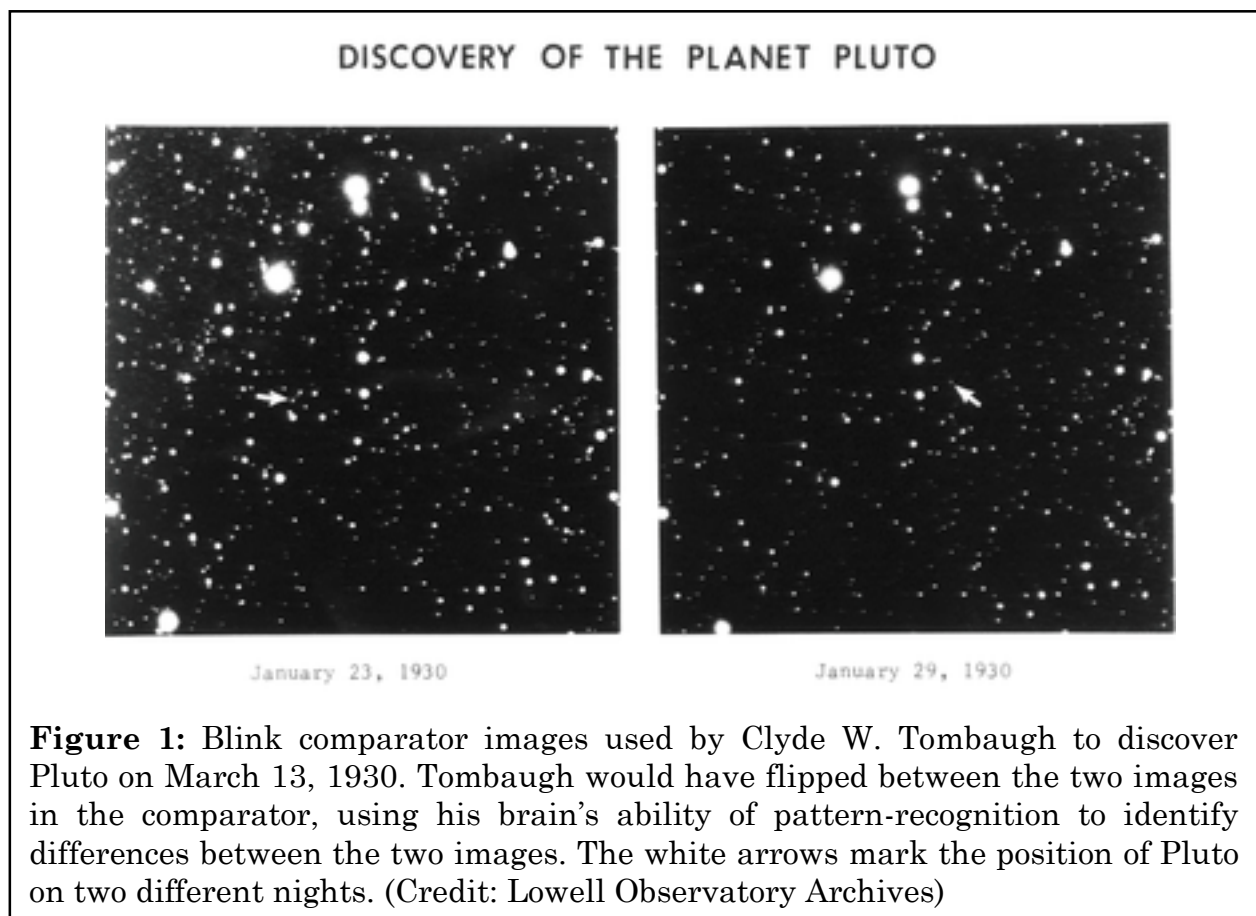 DISCOVERY OF THE PLANET PLUTO
January 23, 1930
January 29, 1930
Figure 1: Blink comparator images used by Clyde W. Tombaugh to discover
Pluto on March 13, 1930. Tombaugh would have flipped between the two images
in the comparator, using his brain’s ability of pattern-recognition to identify
differences between the two images. The white arrows mark the position of Pluto
on two different nights. (Credit: Lowell Observatory Archives)